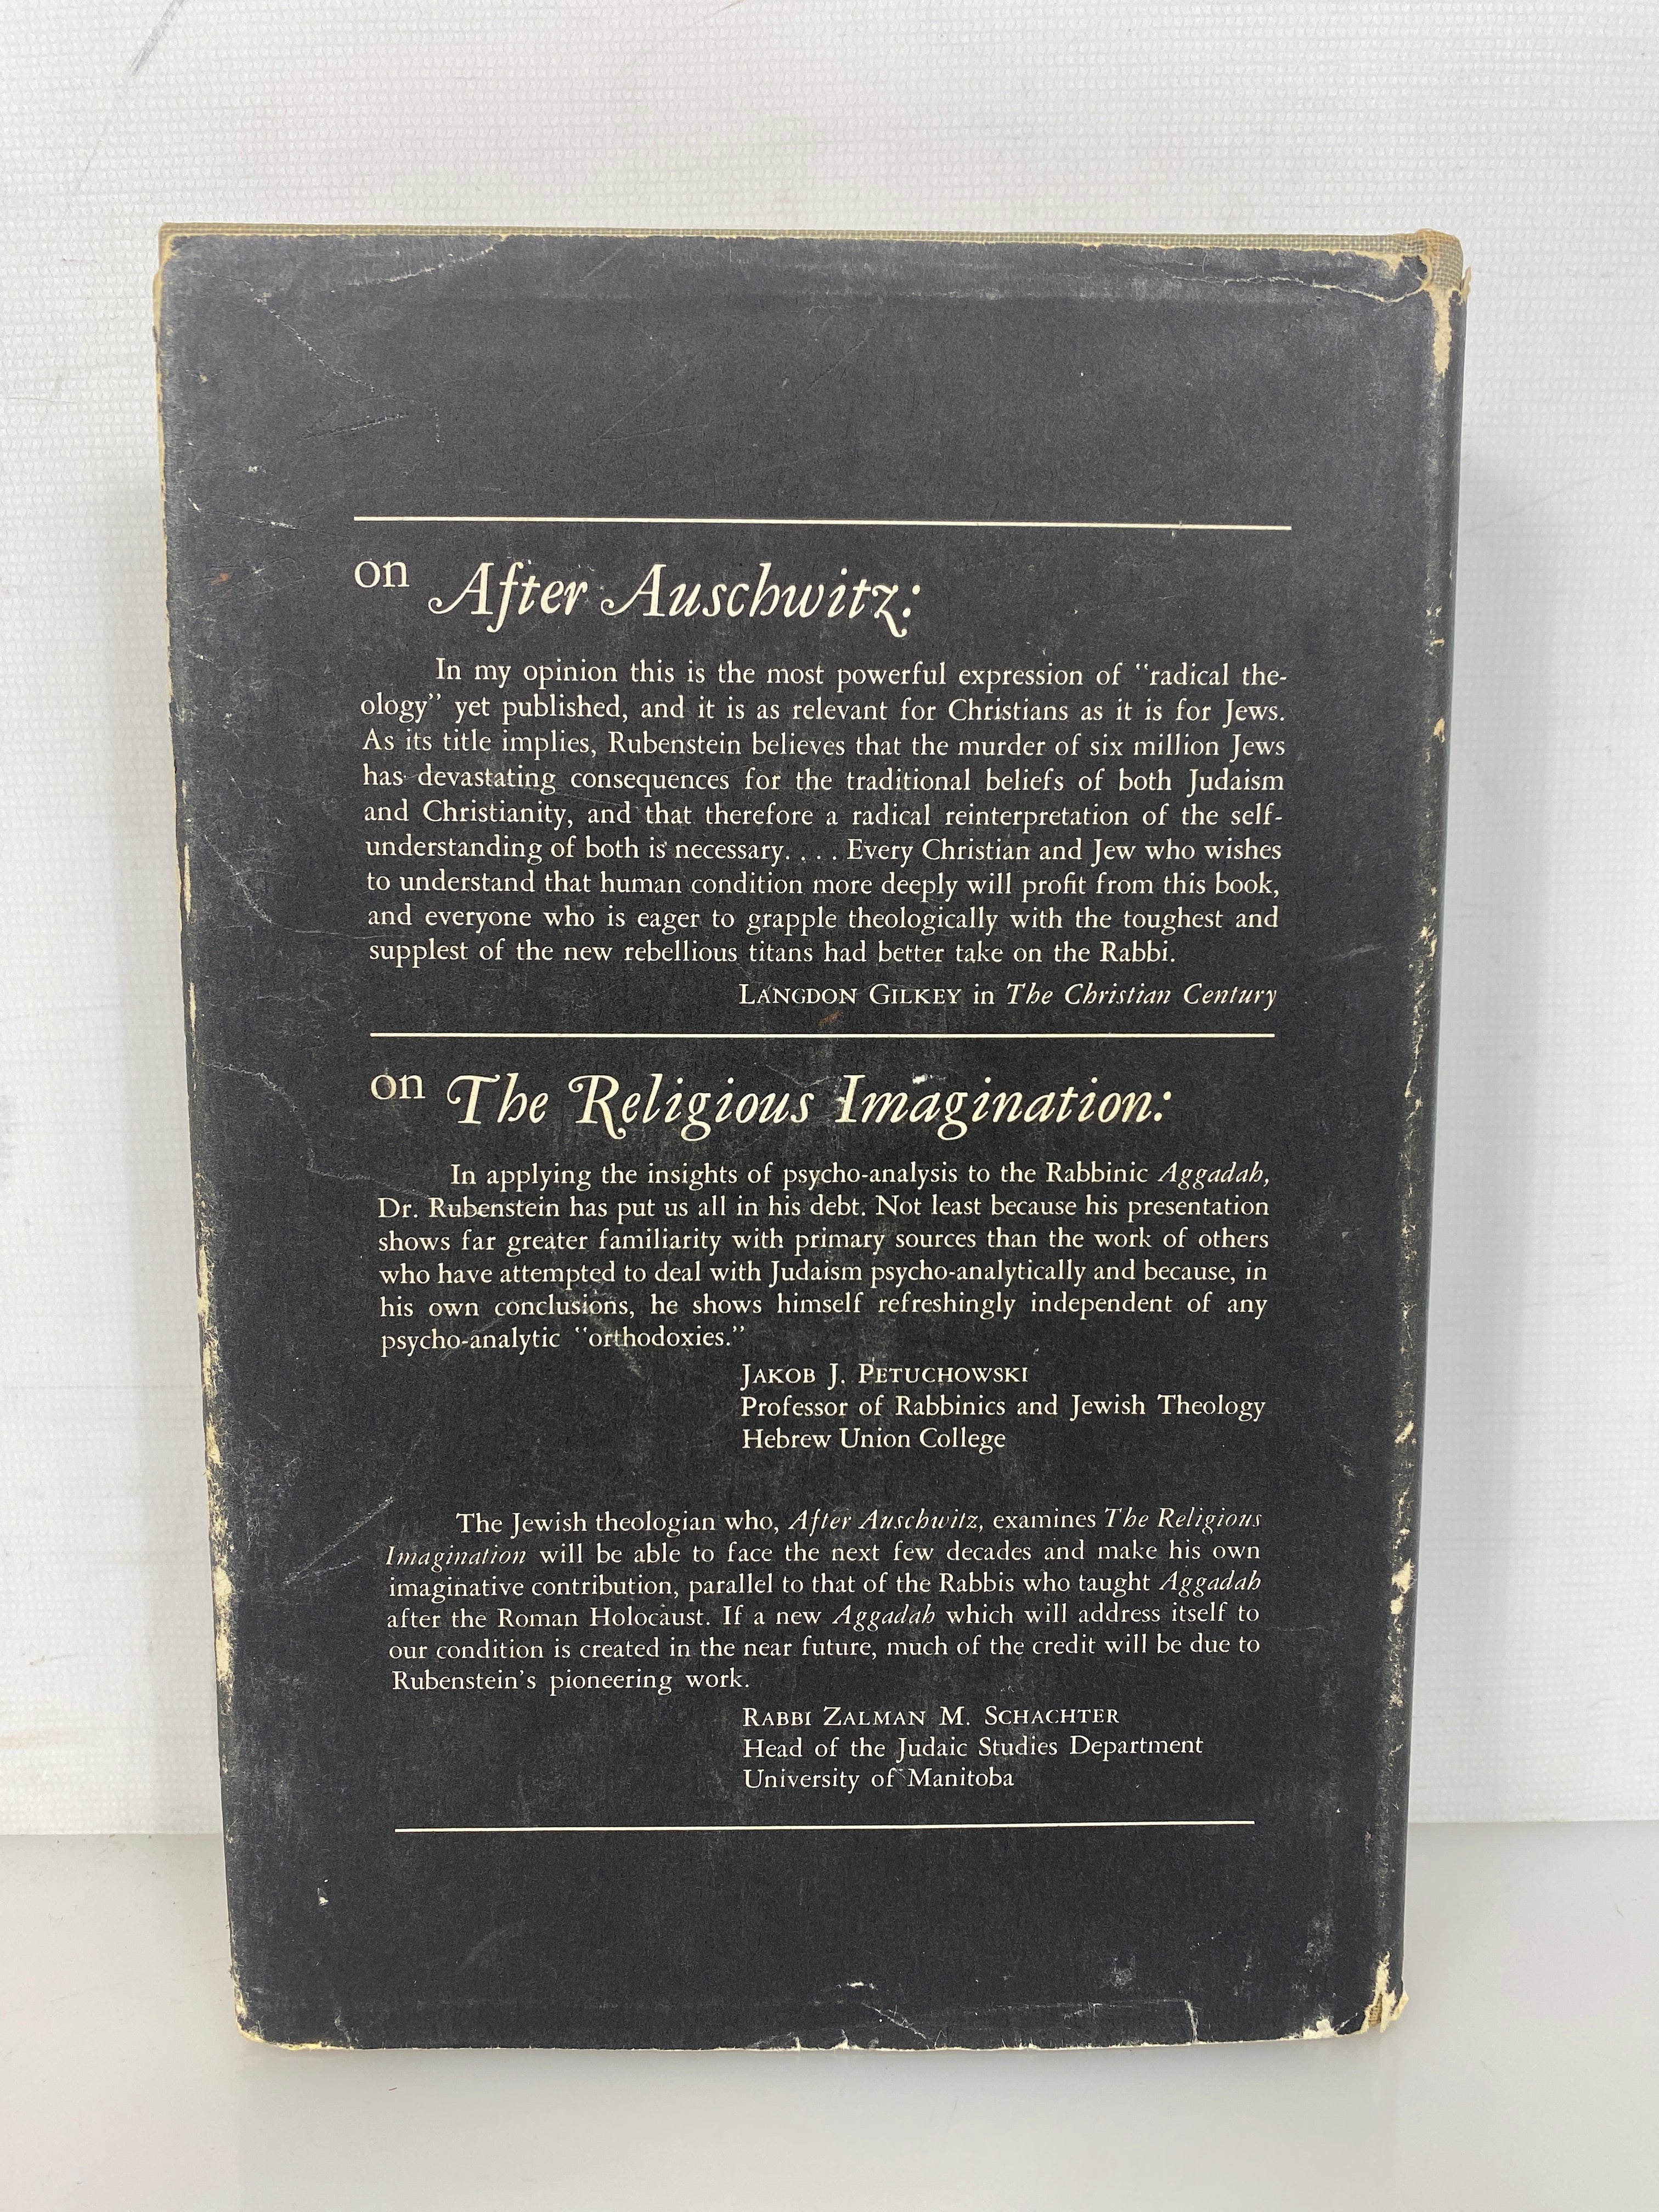 on After Auschwitz:
In my opinion this is the most powerful expression of "radical the-
ology" yet published, and it is as relevant for Christians as it is for Jews.
As its title implies, Rubenstein believes that the murder of six million Jews
has devastating consequences for the traditional beliefs of both Judaism
and Christianity, and that therefore a radical reinterpretation of the self-
understanding of both is necessary. . . . Every Christian and Jew who wishes
to understand that human condition more deeply will profit from this book,
and everyone who is eager to grapple theologically with the toughest and
supplest of the new rebellious titans had better take on the Rabbi.
LANGDON GILKEY in The Christian Century
on The Religious Imagination:
In applying the insights of psycho-analysis to the Rabbinic Aggadah,
Dr. Rubenstein has put us all in his debt. Not least because his presentation
shows far greater familiarity with primary sources than the work of others
who have attempted to deal with Judaism psycho-analytically and because, in
his own conclusions, he shows himself refreshingly independent of any
psycho-analytic "orthodoxies."
JAKOB J. PETUCHOWSKI
Professor of Rabbinics and Jewish Theology
Hebrew Union College
The Jewish theologian who, After Auschwitz, examines The Religious
Imagination will be able to face the next few decades and make his own
imaginative contribution, parallel to that of the Rabbis who taught Aggadah
after the Roman Holocaust. If a new Aggadah which will address itself to
our condition is created in the near future, much of the credit will be due to
Rubenstein's pioneering work.
RABBI ZALMAN M. SCHACHTER
Head of the Judaic Studies Department
University of Manitoba